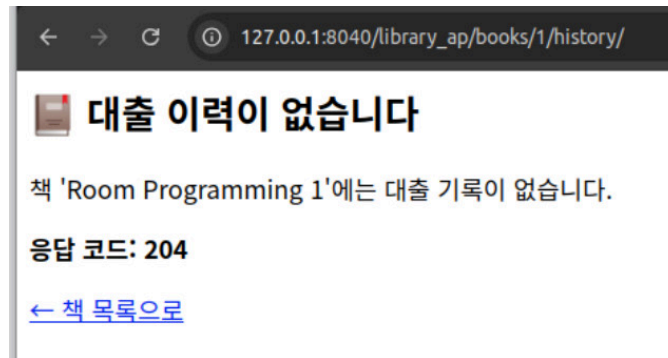 127.0.0.1:8040/library_ap/books/1/history/
대출 이력이 없습니다
책 'Room Programming 1'에는 대출 기록이 없습니다.
응답 코드: 204
← 책 목록으로